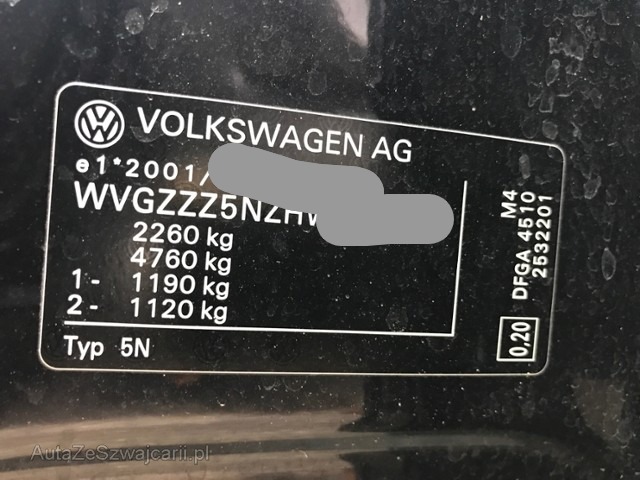 VOLKSWAGEN AG
e1*2001/
WVGZZZ5NZH
2260 kg
4760 kg
1- 1190 kg
2- 1120 kg
Typ 5N
M4
DFGA 4510
2532201
0,20
AutaZeSzwajcarii.pl